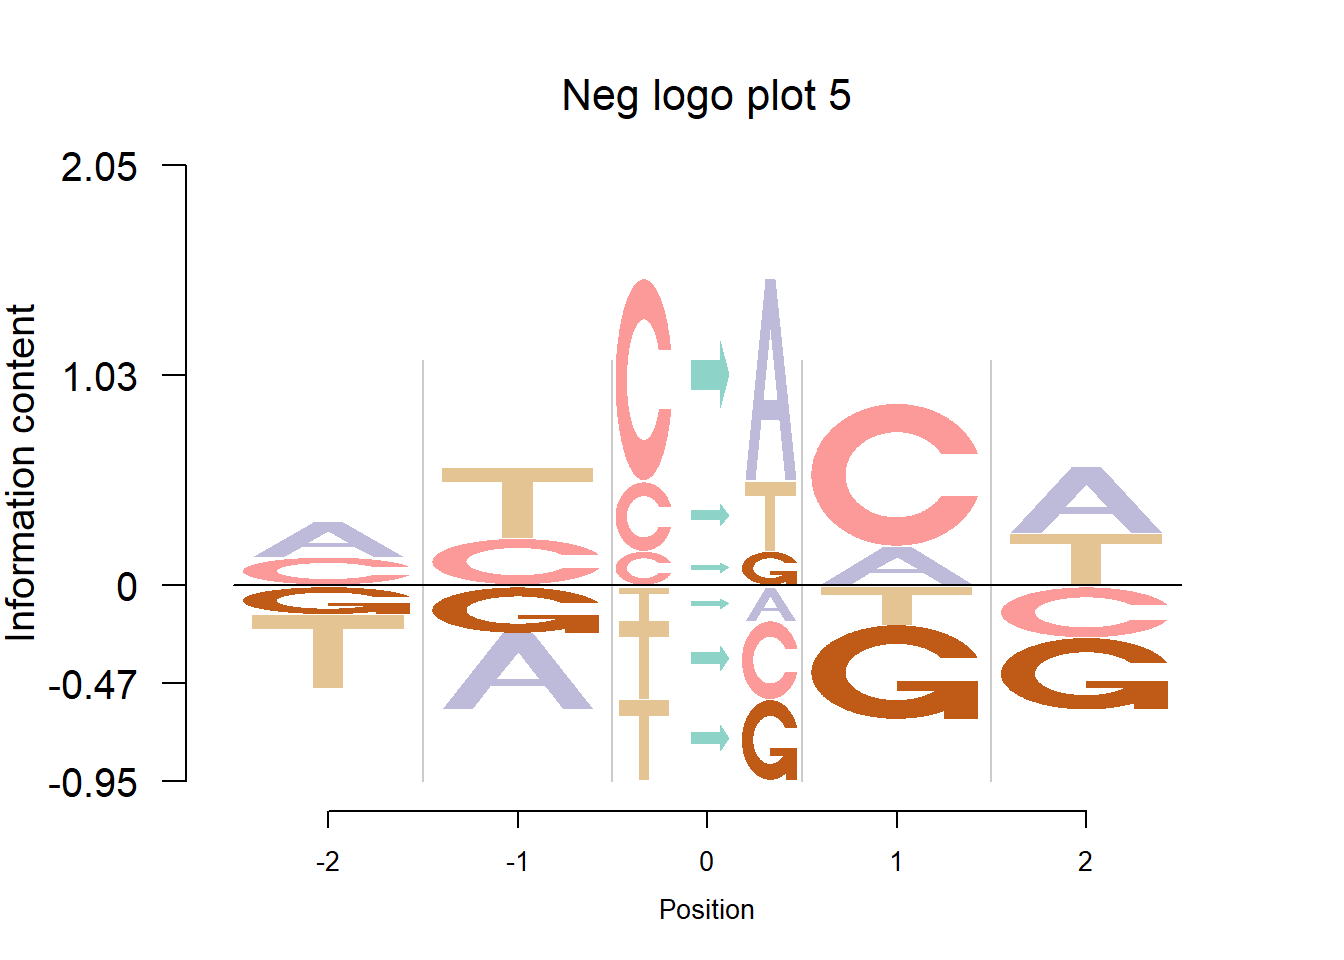 Neg logo plot 5
Information content
2.05
1.03
0
-0.47
-0.95
A
C
G
T
T
C
G
A
C A
C T
C G
T A
T C
T G
C
A
T
G
A
T
C
G
-2 -1 0 1 2
Position